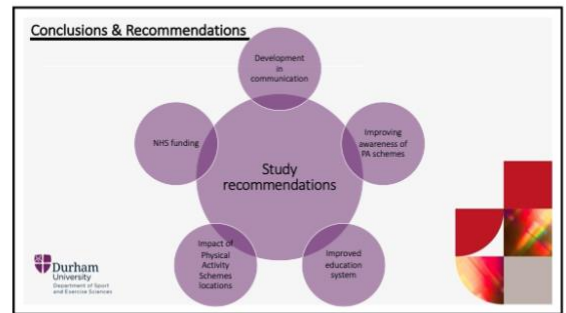 Conclusions & Recommendations
Development
in
communication
NHS funding
Improving
awareness of
PA schemes
Study
recommendations
Impact of
Physical
Activity
Schemes
locations
Improved
education
system
Durham
University
Department of Sport
and Exercise Sciences